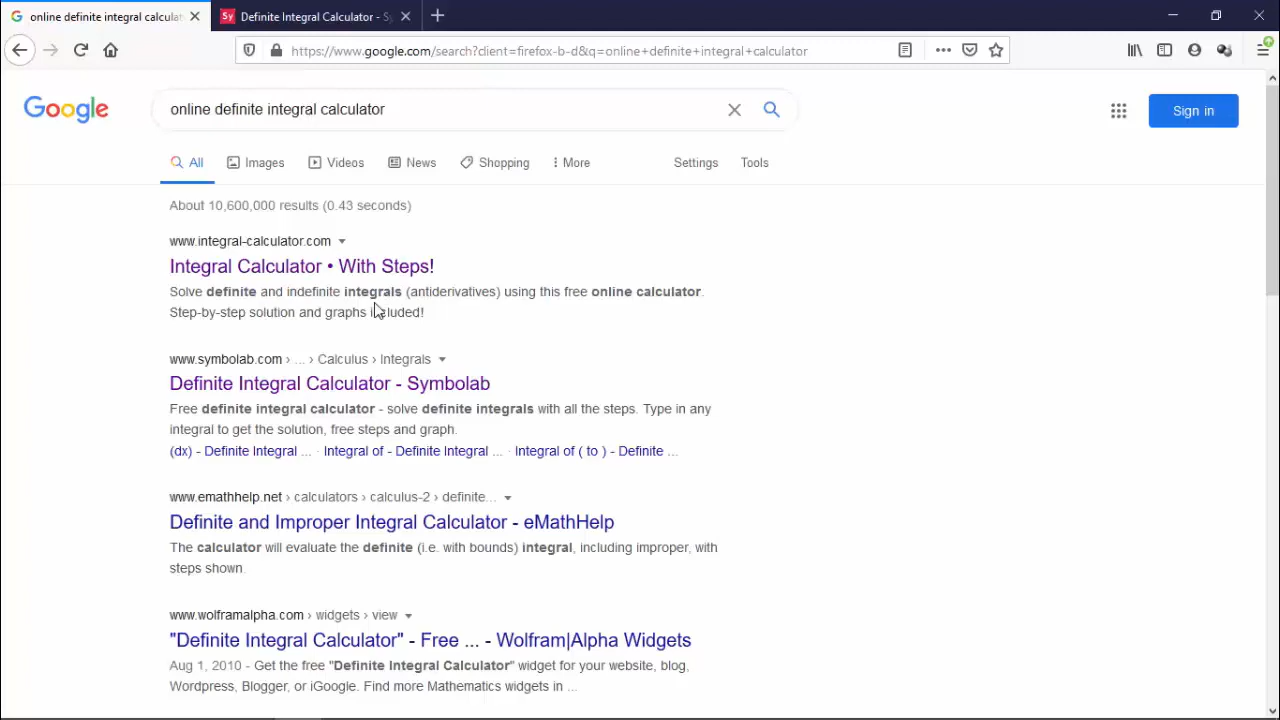 online definite integral calculat
Definite Integral Calculator - Sy
https://www.google.com/search?client=firefox-b-d&q=online+definite+integral+calculator
Google
online definite integral calculator
Sign in
All Images Videos News Shopping More Settings Tools
About 10,600,000 results (0.43 seconds)
www.integral-calculator.com
Integral Calculator • With Steps!
Solve definite and indefinite integrals (antiderivatives) using this free online calculator.
Step-by-step solution and graphs included!
www.symbolab.com › ... › Calculus › Integrals
Definite Integral Calculator - Symbolab
Free definite integral calculator - solve definite integrals with all the steps. Type in any
integral to get the solution, free steps and graph.
(dx) - Definite Integral ... · Integral of - Definite Integral ... · Integral of ( to ) - Definite ...
www.emathhelp.net › calculators › calculus-2 › definite...
Definite and Improper Integral Calculator - eMathHelp
The calculator will evaluate the definite (i.e. with bounds) integral, including improper, with
steps shown.
www.wolframalpha.com › widgets › view
"Definite Integral Calculator" - Free ... - Wolfram|Alpha Widgets
Aug 1, 2010 - Get the free "Definite Integral Calculator" widget for your website, blog,
Wordpress, Blogger, or iGoogle. Find more Mathematics widgets in ...